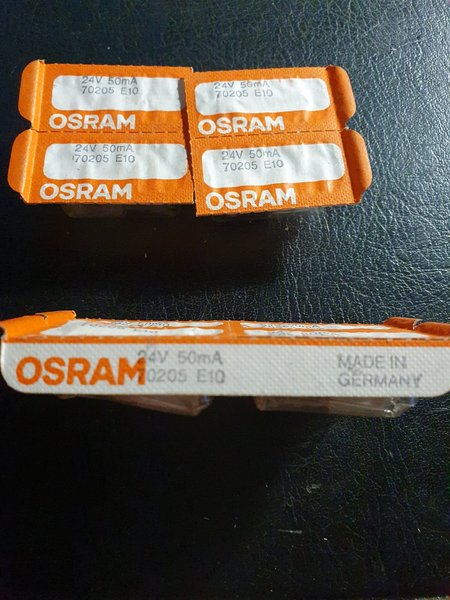 24V 50mA
70205 E10
OSRAM
24V 50mA
70205 E10
OSRAM
24V 50mA
70205 E10
OSRAM
24V 50mA
70205 E10
OSRAM
OSRAM 24V 50mA
70205 E10
MADE IN
GERMANY